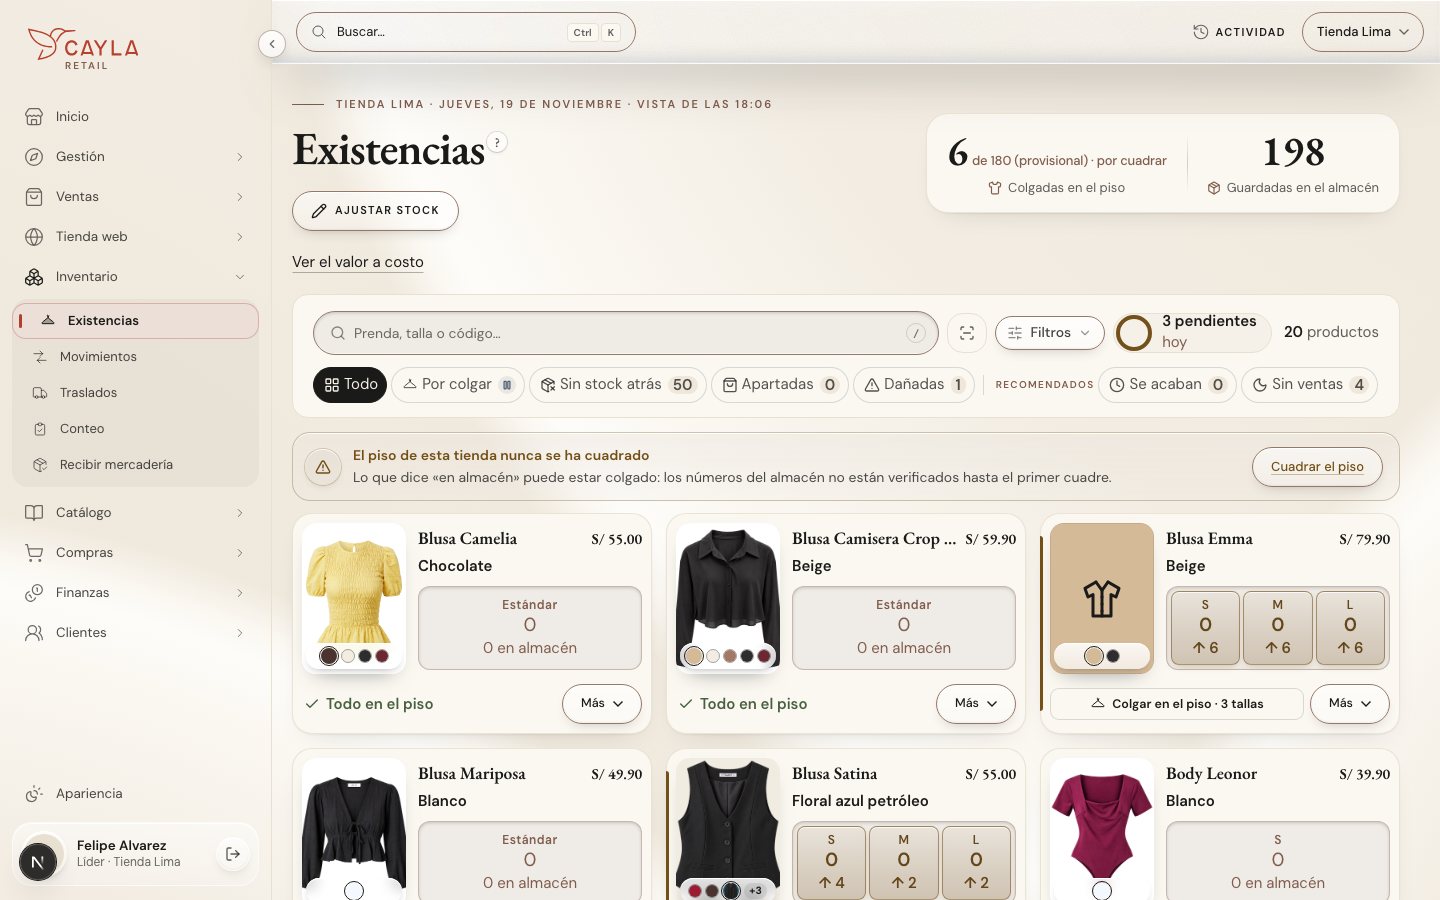 CAYLA
RETAIL
Buscar...
Ctrl K
ACTIVIDAD
Tienda Lima
Inicio
Gestión
Ventas
Tienda web
Inventario
Existencias
Movimientos
Traslados
Conteo
Recibir mercadería
Catálogo
Compras
Finanzas
Clientes
Apariencia
N
Felipe Alvarez
Líder · Tienda Lima
TIENDA LIMA · JUEVES, 19 DE NOVIEMBRE · VISTA DE LAS 18:06
Existencias ?
AJUSTAR STOCK
Ver el valor a costo
6 de 180 (provisional) · por cuadrar
Colgadas en el piso
198
Guardadas en el almacén
Prenda, talla o código... /
Filtros
3 pendientes
hoy
20 productos
Todo
Por colgar
Sin stock atrás 50
Apartadas 0
Dañadas 1
RECOMENDADOS
Se acaban 0
Sin ventas 4
El piso de esta tienda nunca se ha cuadrado
Lo que dice «en almacén» puede estar colgado: los números del almacén no están verificados hasta el primer cuadre.
Cuadrar el piso
Blusa Camelia S/ 55.00
Chocolate
Estándar
0
0 en almacén
Todo en el piso
Más
Blusa Camisera Crop ... S/ 59.90
Beige
Estándar
0
0 en almacén
Todo en el piso
Más
Blusa Emma S/ 79.90
Beige
S M L
0 0 0
↑ 6 ↑ 6 ↑ 6
Colgar en el piso · 3 tallas
Más
Blusa Mariposa S/ 49.90
Blanco
Estándar
0
0 en almacén
Blusa Satina S/ 55.00
Floral azul petróleo
S M L
0 0 0
↑ 4 ↑ 2 ↑ 2
+3
Body Leonor S/ 39.90
Blanco
S
0
0 en almacén